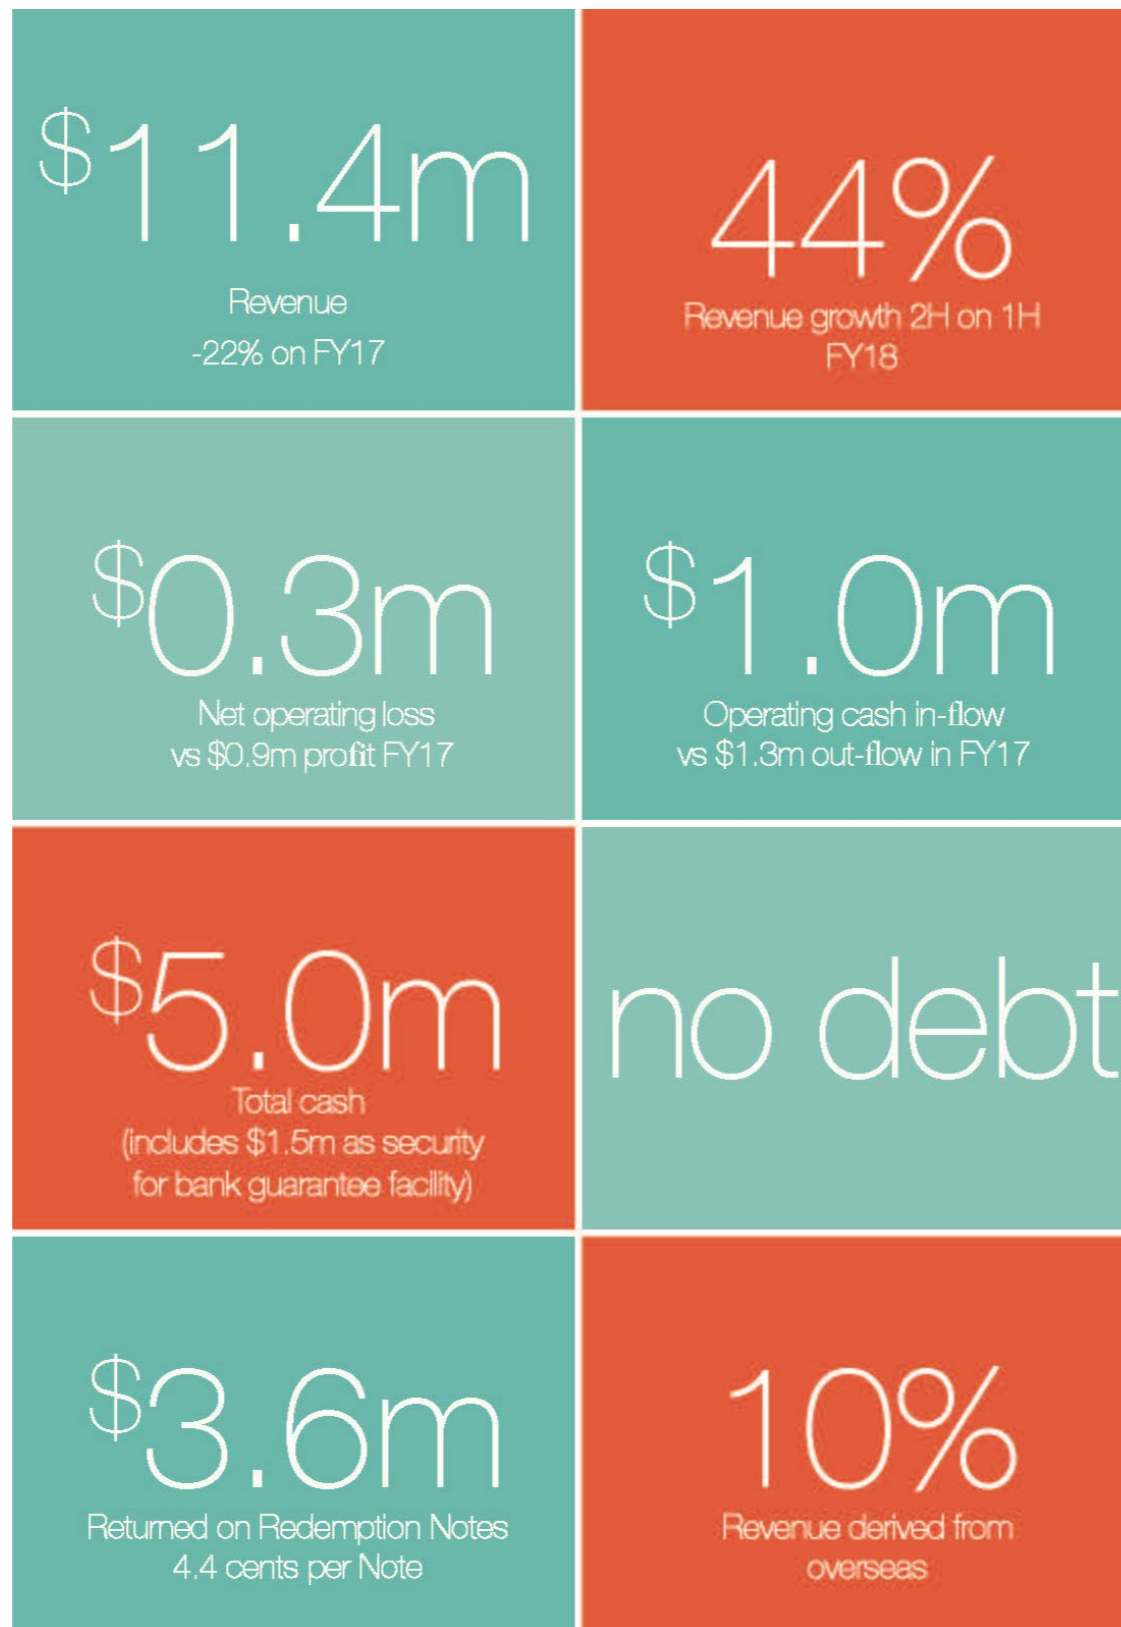 $11.4m
Revenue
-22% on FY17
44%
Revenue growth 2H on 1H
FY18
$0.3m
Net operating loss
vs $0.9m profit FY17
$1.0m
Operating cash in-flow
vs $1.3m out-flow in FY17
$5.0m
Total cash
(includes $1.5m as security
for bank guarantee facility)
no debt
$3.6m
Returned on Redemption Notes
4.4 cents per Note
10%
Revenue derived from
overseas